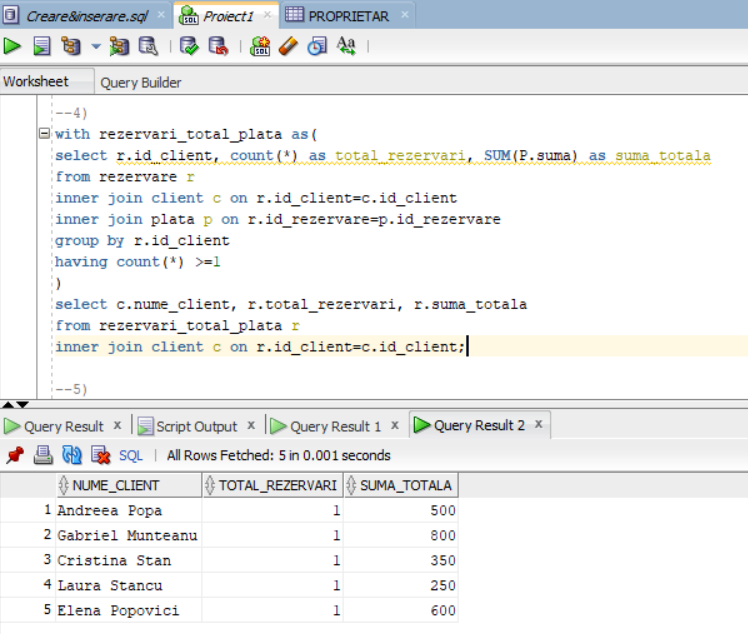 Creare&inserare.sql × Proiect1 × PROPRIETAR ×
Worksheet Query Builder
--4)
with rezervari_total_plata as(
select r.id_client, count(*) as total_rezervari, SUM(P.suma) as suma_totala
from rezervare r
inner join client c on r.id_client=c.id_client
inner join plata p on r.id_rezervare=p.id_rezervare
group by r.id_client
having count(*) >=1
)
select c.nume_client, r.total_rezervari, r.suma_totala
from rezervari_total_plata r
inner join client c on r.id_client=c.id_client;
--5)
Query Result × Script Output × Query Result 1 × Query Result 2 ×
SQL | All Rows Fetched: 5 in 0.001 seconds
NUME_CLIENT TOTAL_REZERVARI SUMA_TOTALA
1 Andreea Popa 1 500
2 Gabriel Munteanu 1 800
3 Cristina Stan 1 350
4 Laura Stancu 1 250
5 Elena Popovici 1 600